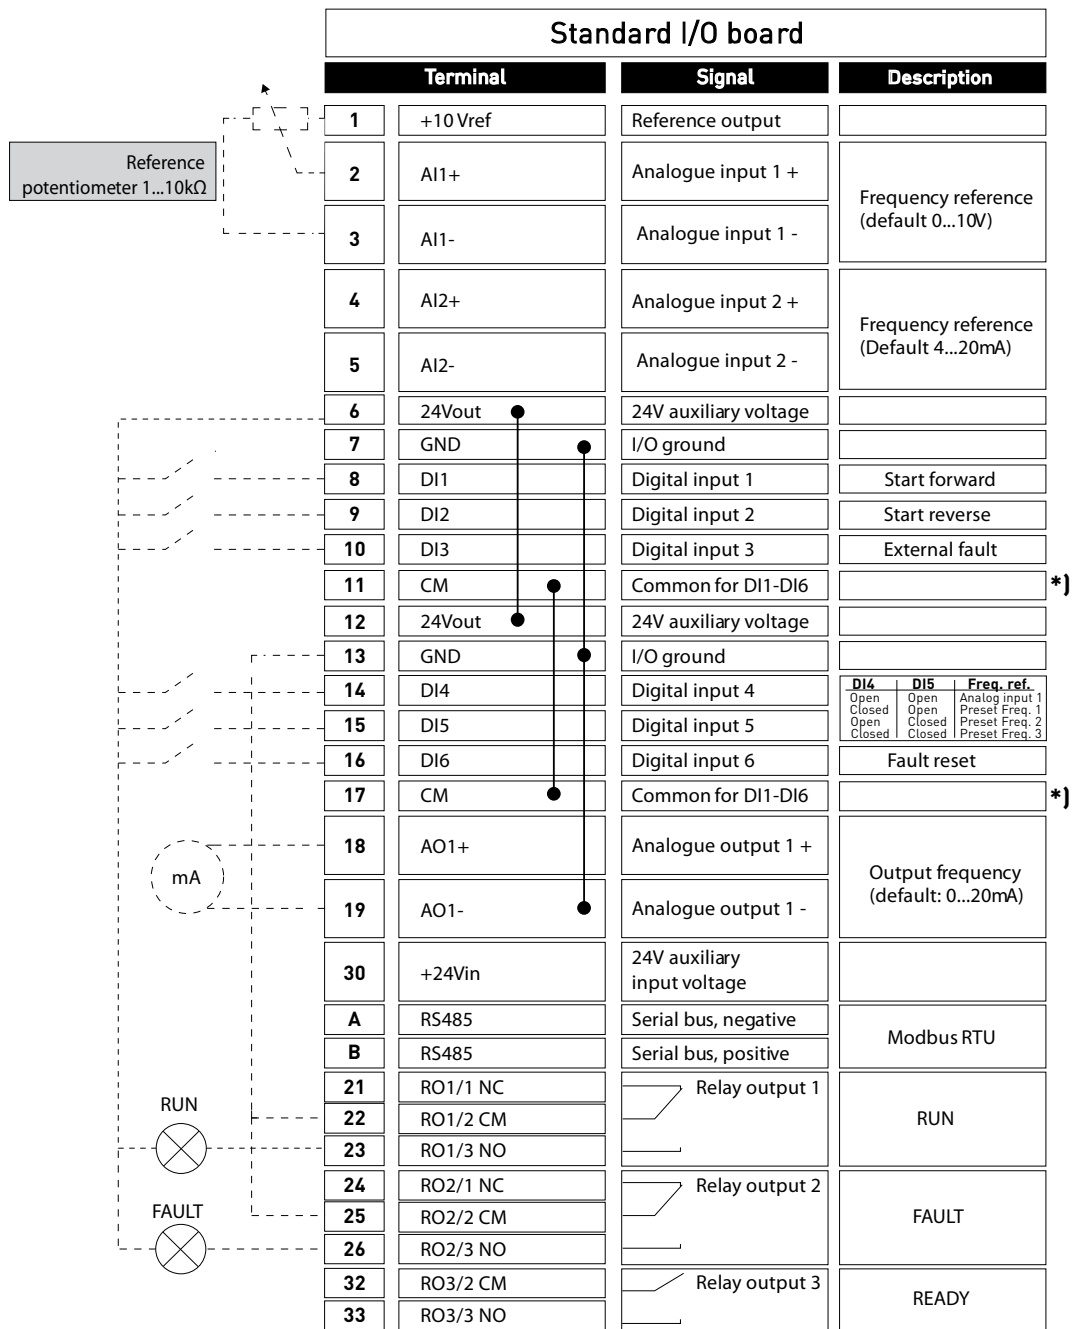 Standard I/O board
Terminal Signal Description
1 +10 Vref Reference output
Reference
potentiometer 1...10kΩ
2 AI1+ Analogue input 1 +
Frequency reference
(default 0...10V)
3 AI1- Analogue input 1 -
4 AI2+ Analogue input 2 +
Frequency reference
(Default 4...20mA)
5 AI2- Analogue input 2 -
6 24Vout 24V auxiliary voltage
7 GND I/O ground
8 DI1 Digital input 1 Start forward
9 DI2 Digital input 2 Start reverse
10 DI3 Digital input 3 External fault
11 CM Common for DI1-DI6 *)
12 24Vout 24V auxiliary voltage
13 GND I/O ground
14 DI4 Digital input 4
DI4 DI5 Freq. ref.
Open Open Analog input 1
Closed Open Preset Freq. 1
Open Closed Preset Freq. 2
Closed Closed Preset Freq. 3
15 DI5 Digital input 5
16 DI6 Digital input 6 Fault reset
17 CM Common for DI1-DI6 *)
18 AO1+ Analogue output 1 +
mA
Output frequency
(default: 0...20mA)
19 AO1- Analogue output 1 -
30 +24Vin 24V auxiliary
input voltage
A RS485 Serial bus, negative
Modbus RTU
B RS485 Serial bus, positive
21 RO1/1 NC Relay output 1
RUN
22 RO1/2 CM RUN
23 RO1/3 NO
24 RO2/1 NC Relay output 2
FAULT
25 RO2/2 CM FAULT
26 RO2/3 NO
32 RO3/2 CM Relay output 3
READY
33 RO3/3 NO